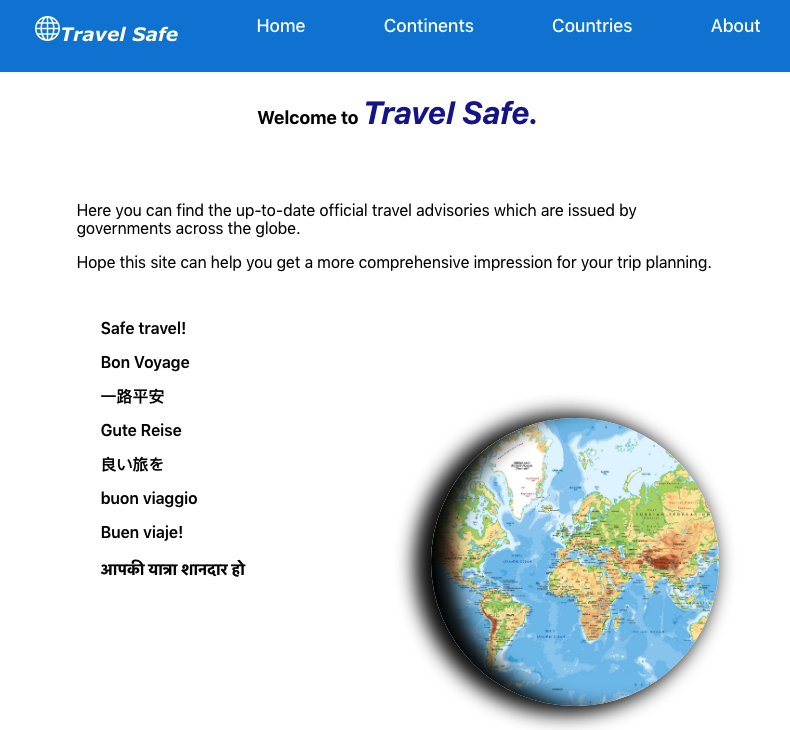 Travel Safe Home Continents Countries About
Welcome to Travel Safe.
Here you can find the up-to-date official travel advisories which are issued by
governments across the globe.
Hope this site can help you get a more comprehensive impression for your trip planning.
Safe travel!
Bon Voyage
一路平安
Gute Reise
良い旅を
buon viaggio
Buen viaje!
आपकी यात्रा शानदार हो